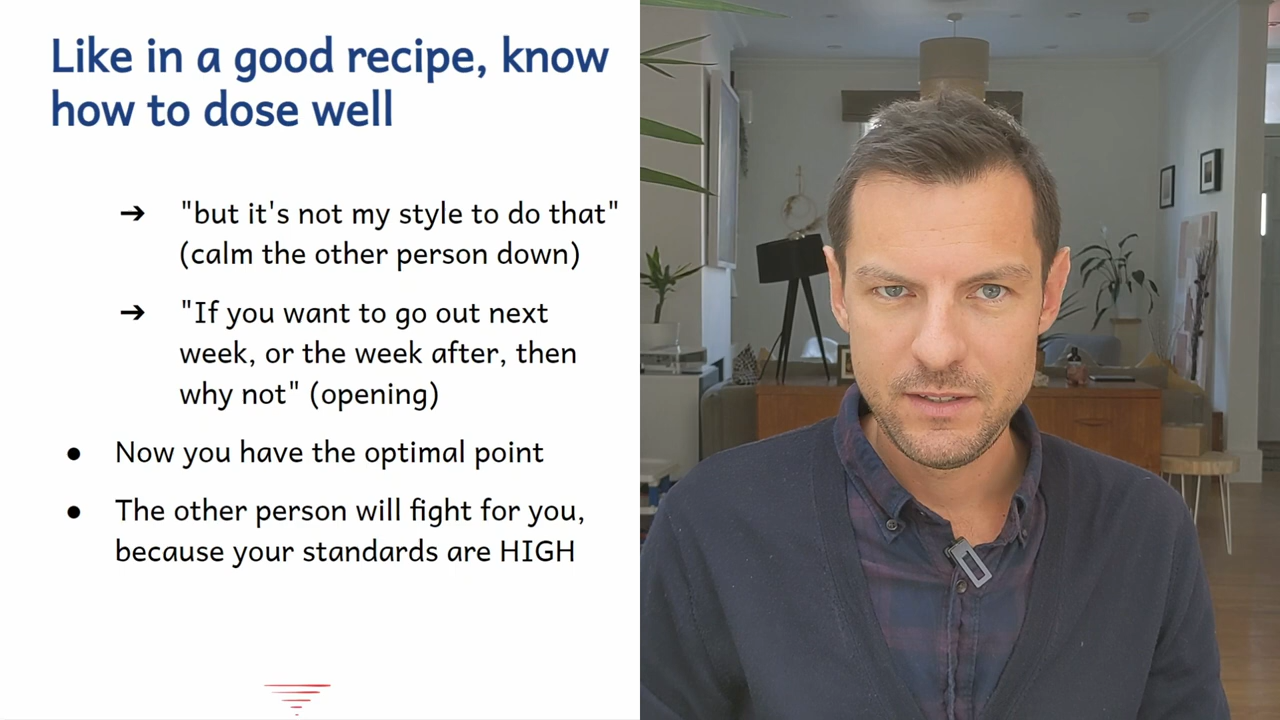 Like in a good recipe, know
how to dose well
➔ "but it's not my style to do that"
(calm the other person down)
➔ "If you want to go out next
week, or the week after, then
why not" (opening)
● Now you have the optimal point
● The other person will fight for you,
because your standards are HIGH